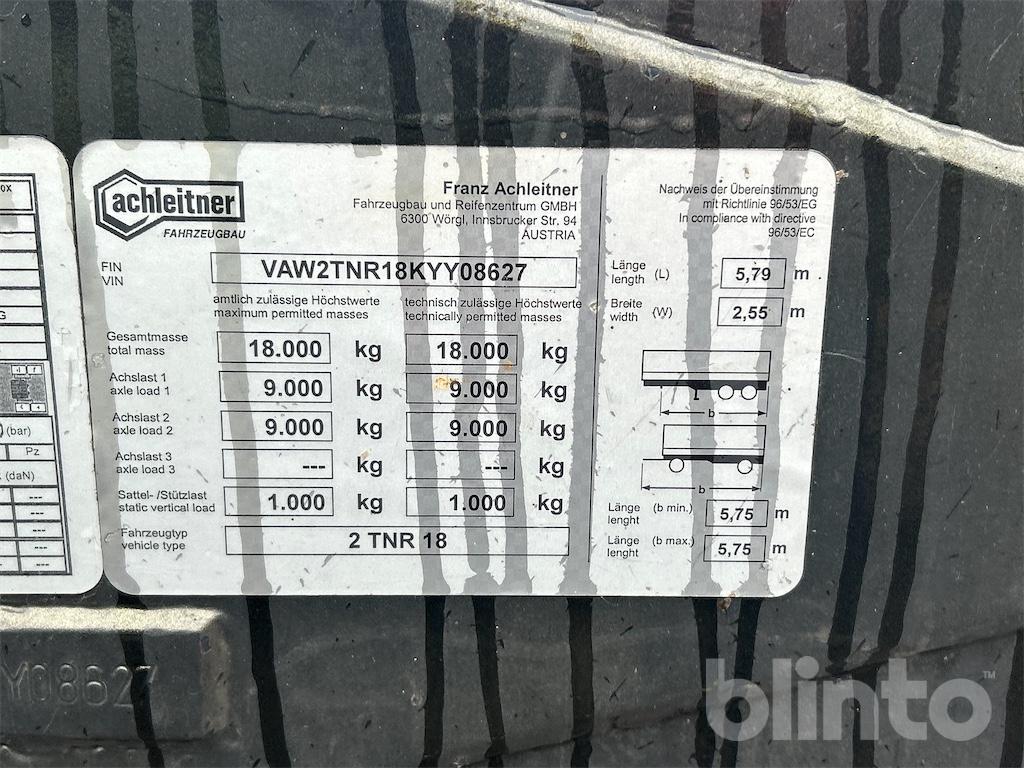 achleitner
FAHRZEUGBAU
Franz Achleitner
Fahrzeugbau und Reifenzentrum GMBH
6300 Wörgl, Innsbrucker Str. 94
AUSTRIA
Nachweis der Übereinstimmung
mit Richtlinie 96/53/EG
In compliance with directive
96/53/EC
FIN
VIN
VAW2TNR18KYY08627
amtlich zulässige Höchstwerte
maximum permitted masses
technisch zulässige Höchstwerte
technically permitted masses
Gesamtmasse
total mass
18.000 kg 18.000 kg
Achslast 1
axle load 1
9.000 kg 9.000 kg
Achslast 2
axle load 2
9.000 kg 9.000 kg
Achslast 3
axle load 3
--- kg --- kg
Sattel- /Stützlast
static vertical load
1.000 kg 1.000 kg
Fahrzeugtyp
vehicle type
2 TNR 18
Länge
length
(L) 5,79 m
Breite
width
(W) 2,55 m
b
b
Länge
lenght
(b min.) 5,75 m
Länge
lenght
(b max.) 5,75 m
0X
G
(bar)
Pz
(daN)
---
---
---
---
Y08627
blinto™